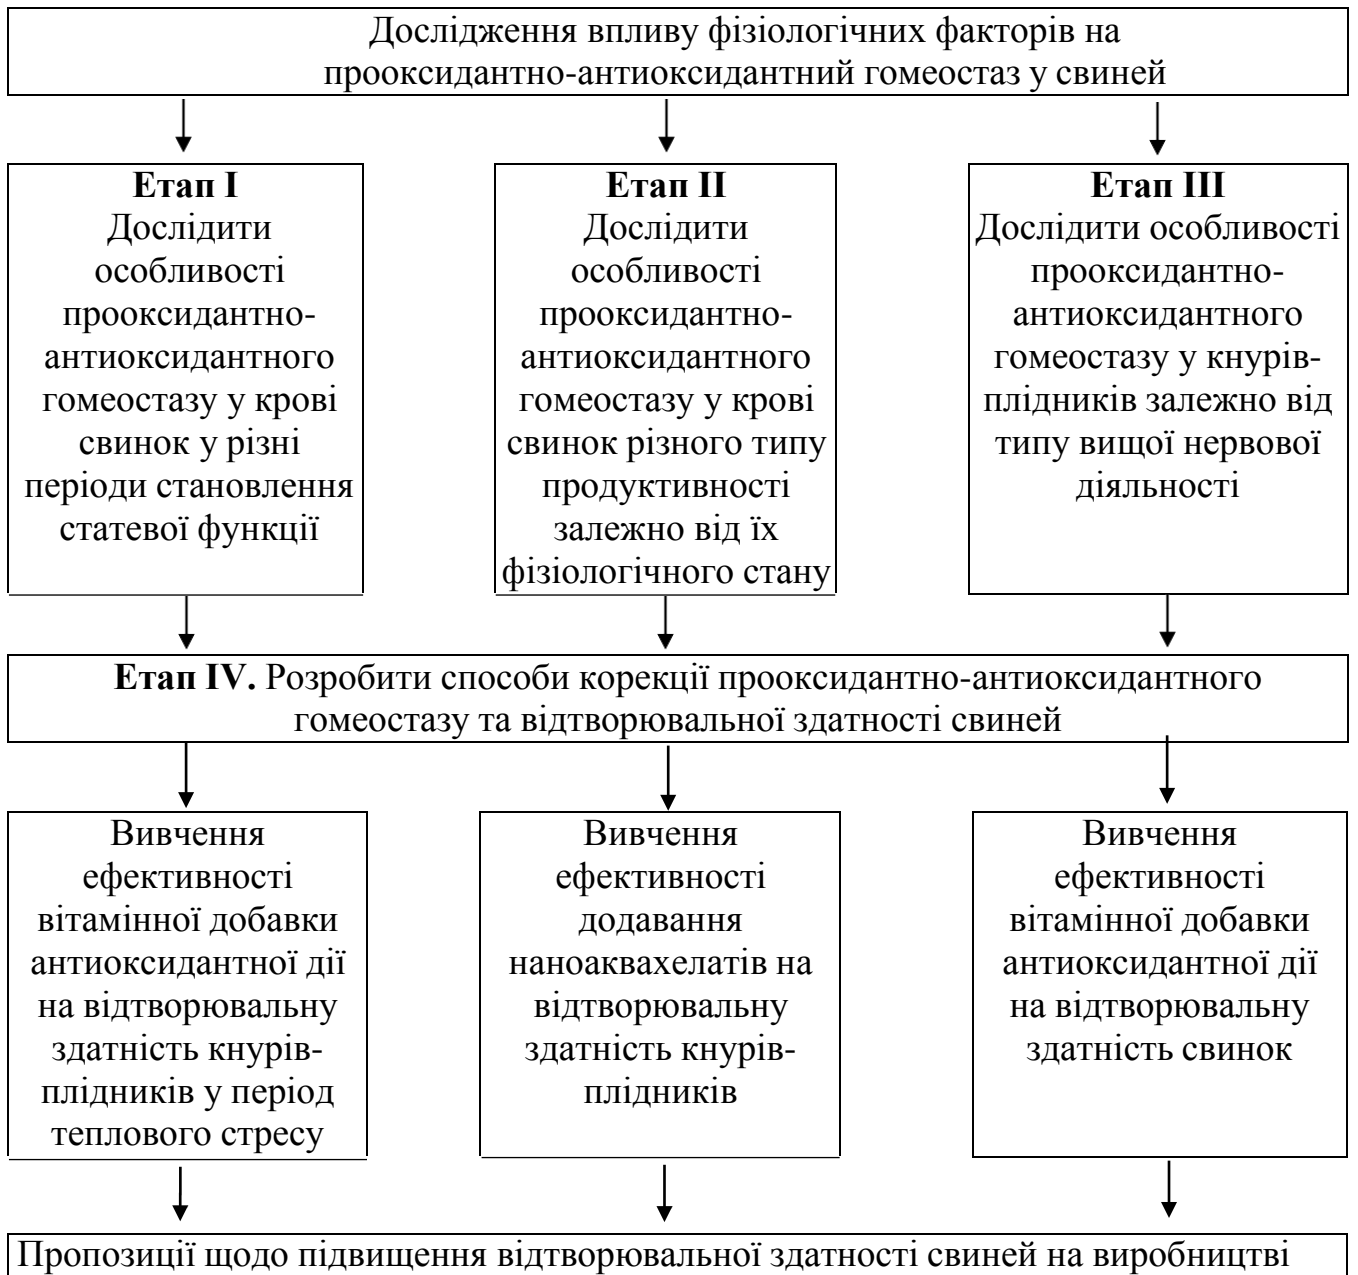 Дослідження впливу фізіологічних факторів на
прооксидантно-антиоксидантний гомеостаз у свиней
Етап I
Дослідити
особливості
прооксидантно-
антиоксидантного
гомеостазу у крові
свинок у різні
періоди становлення
статевої функції
Етап II
Дослідити
особливості
прооксидантно-
антиоксидантного
гомеостазу у крові
свинок різного типу
продуктивності
залежно від їх
фізіологічного стану
Етап III
Дослідити особливості
прооксидантно-
антиоксидантного
гомеостазу у кнурів-
плідників залежно від
типу вищої нервової
діяльності
Етап IV. Розробити способи корекції прооксидантно-антиоксидантного
гомеостазу та відтворювальної здатності свиней
Вивчення
ефективності
вітамінної добавки
антиоксидантної дії
на відтворювальну
здатність кнурів-
плідників у період
теплового стресу
Вивчення
ефективності
додавання
наноаквахелатів на
відтворювальну
здатність кнурів-
плідників
Вивчення
ефективності
вітамінної добавки
антиоксидантної дії
на відтворювальну
здатність свинок
Пропозиції щодо підвищення відтворювальної здатності свиней на виробництві